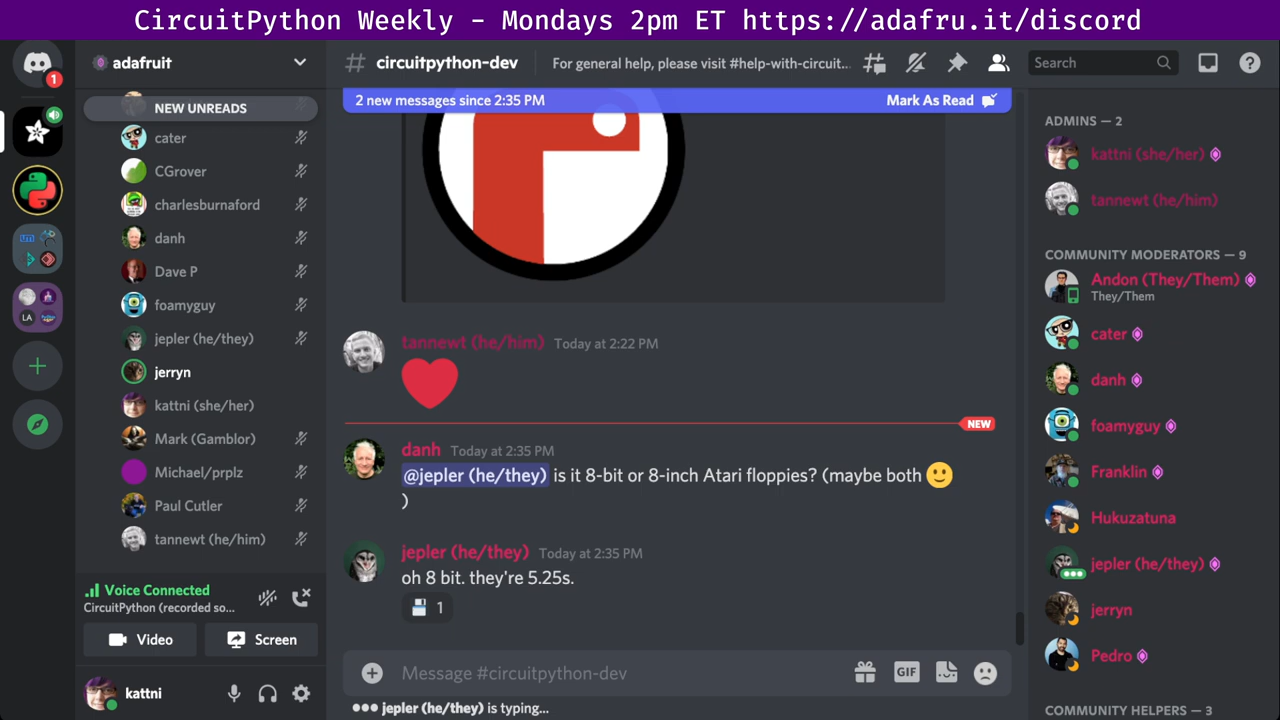 CircuitPython Weekly - Mondays 2pm ET https://adafru.it/discord
1
adafruit
NEW UNREADS
cater
CGrover
charlesburnaford
danh
Dave P
foamyguy
jepler (he/they)
jerryn
kattni (she/her)
Mark (Gamblor)
Michael/prplz
Paul Cutler
tannewt (he/him)
LA
Voice Connected
CircuitPython (recorded so...
Video
Screen
kattni
# circuitpython-dev
For general help, please visit #help-with-circuit...
Search
2 new messages since 2:35 PM
Mark As Read
tannewt (he/him) Today at 2:22 PM
NEW
danh Today at 2:35 PM
@jepler (he/they) is it 8-bit or 8-inch Atari floppies? (maybe both 🙂
)
jepler (he/they) Today at 2:35 PM
oh 8 bit. they're 5.25s.
💾 1
Message #circuitpython-dev
GIF
jepler (he/they) is typing...
ADMINS — 2
kattni (she/her)
tannewt (he/him)
COMMUNITY MODERATORS — 9
Andon (They/Them)
They/Them
cater
danh
foamyguy
Franklin
Hukuzatuna
jepler (he/they)
jerryn
Pedro
COMMUNITY HELPERS — 3